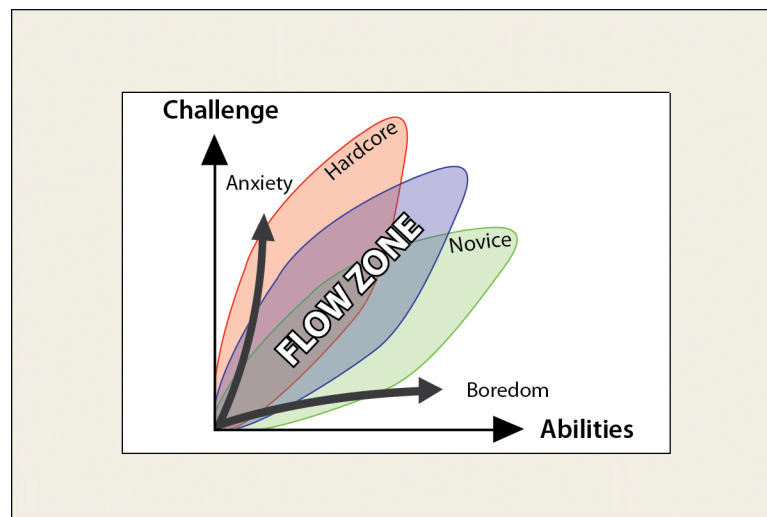 Challenge
Hardcore
Anxiety
FLOW ZONE
Novice
Boredom
Abilities